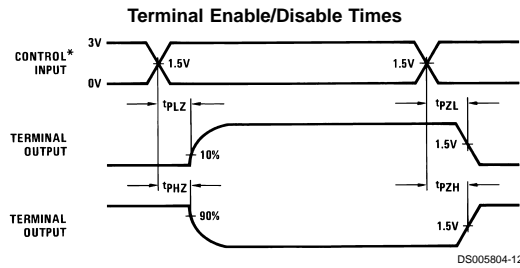 Terminal Enable/Disable Times
3V
CONTROL*
INPUT
1.5V
1.5V
0V
tPLZ
tPZL
TERMINAL
OUTPUT
10%
1.5V
tPHZ
tPZH
TERMINAL
OUTPUT
90%
1.5V
DS005804-12